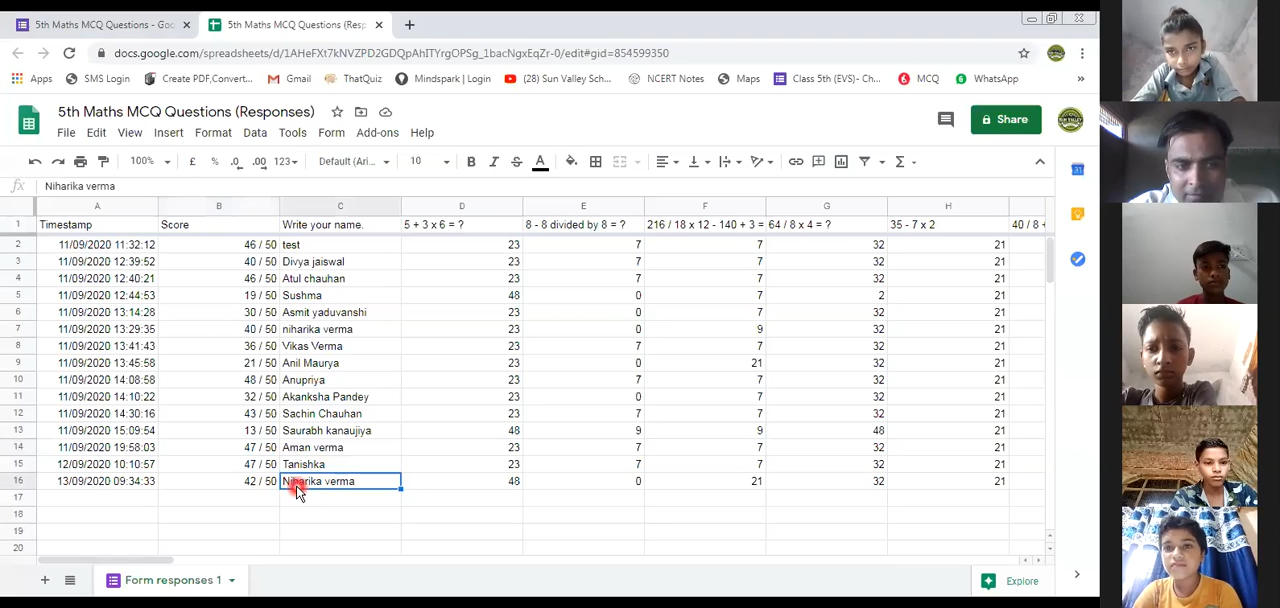 5th Maths MCQ Questions - Goo
5th Maths MCQ Questions (Resp
docs.google.com/spreadsheets/d/1AHeFXt7kNVZPD2GDQpAhITYrgOPSg_1bacNgxEqZr-0/edit#gid=854599350
Apps SMS Login Create PDF,Convert... Gmail ThatQuiz Mindspark | Login (28) Sun Valley Sch... NCERT Notes Maps Class 5th (EVS)- Ch... MCQ WhatsApp
5th Maths MCQ Questions (Responses)
Share
File Edit View Insert Format Data Tools Form Add-ons Help
100% £ % .0 .00 123 Default (Ari... 10 B I S A
fx Niharika verma
A B C D E F G H
1 Timestamp Score Write your name. 5 + 3 x 6 = ? 8 - 8 divided by 8 = ? 216 / 18 x 12 - 140 + 3 = 64 / 8 x 4 = ? 35 - 7 x 2 40 / 8 +
2 11/09/2020 11:32:12 46 / 50 test 23 7 7 32 21
3 11/09/2020 12:39:52 40 / 50 Divya jaiswal 23 7 7 32 21
4 11/09/2020 12:40:21 46 / 50 Atul chauhan 23 7 7 32 21
5 11/09/2020 12:44:53 19 / 50 Sushma 48 0 7 2 21
6 11/09/2020 13:14:28 30 / 50 Asmit yaduvanshi 23 0 7 32 21
7 11/09/2020 13:29:35 40 / 50 niharika verma 23 0 9 32 21
8 11/09/2020 13:41:43 36 / 50 Vikas Verma 23 7 7 32 21
9 11/09/2020 13:45:58 21 / 50 Anil Maurya 23 0 21 32 21
10 11/09/2020 14:08:58 48 / 50 Anupriya 23 7 7 32 21
11 11/09/2020 14:10:22 32 / 50 Akanksha Pandey 23 0 7 32 21
12 11/09/2020 14:30:16 43 / 50 Sachin Chauhan 23 7 7 32 21
13 11/09/2020 15:09:54 13 / 50 Saurabh kanaujiya 48 9 9 48 21
14 11/09/2020 19:58:03 47 / 50 Aman verma 23 7 7 32 21
15 12/09/2020 10:10:57 47 / 50 Tanishka 23 7 7 32 21
16 13/09/2020 09:34:33 42 / 50 Niharika verma 48 0 21 32 21
17
18
19
20
Form responses 1
Explore